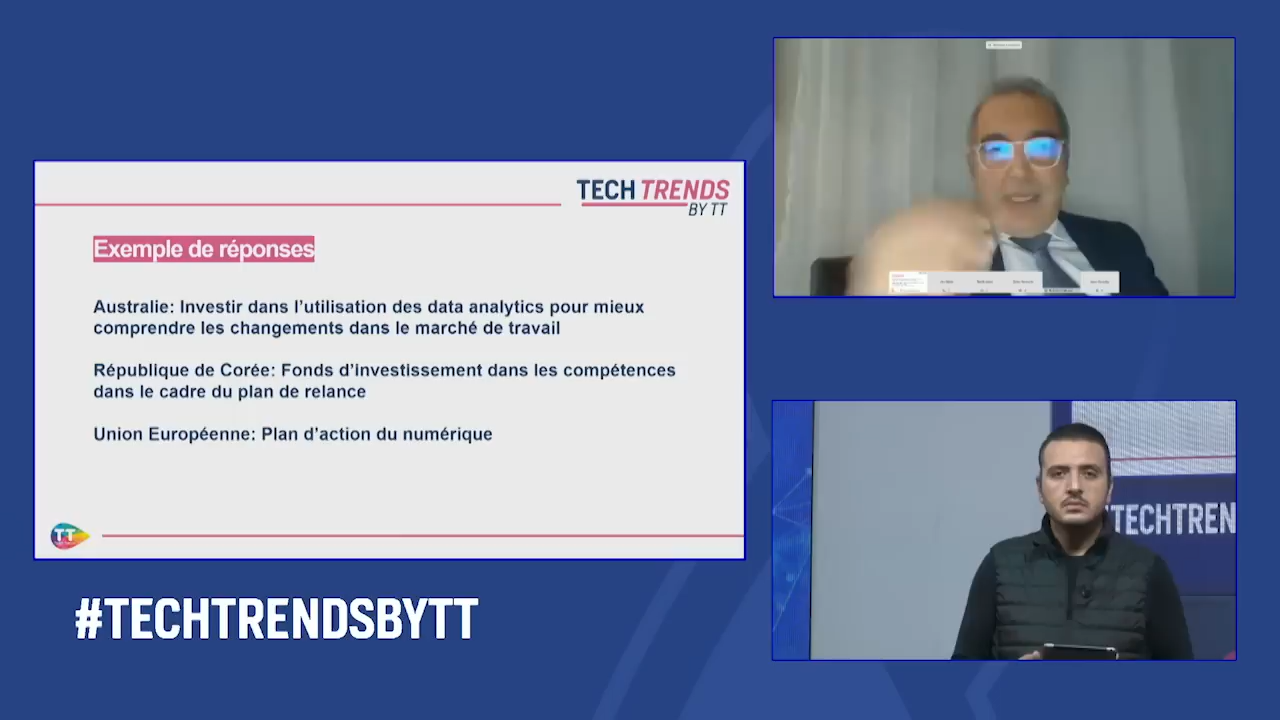 TECH TRENDS
BY TT
Exemple de réponses
Australie: Investir dans l’utilisation des data analytics pour mieux
comprendre les changements dans le marché de travail
République de Corée: Fonds d’investissement dans les compétences
dans le cadre du plan de relance
Union Européenne: Plan d’action du numérique
TT
#TECHTRENDSBYTT
TECHTREN